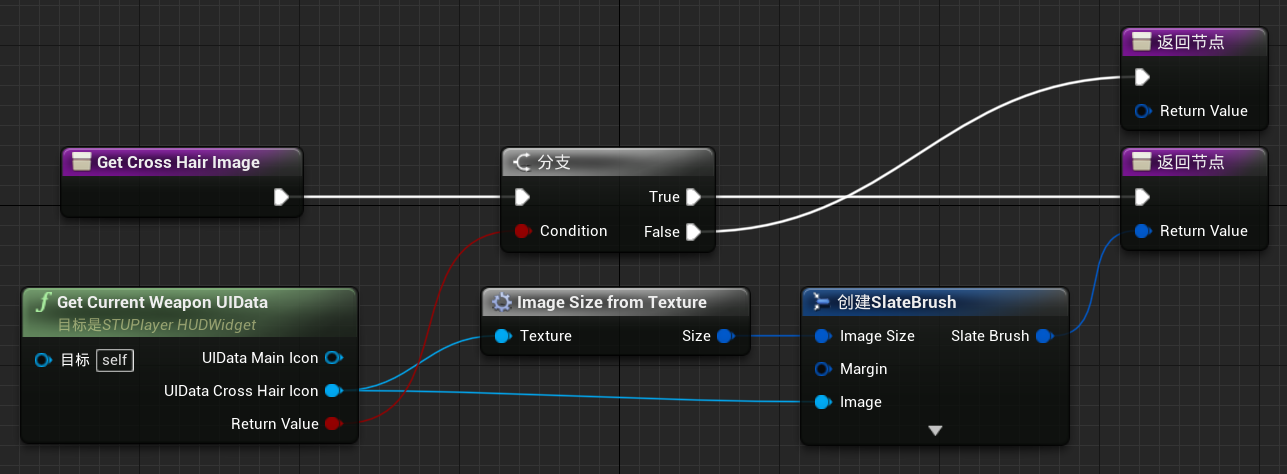 返回节点
Return Value
Get Cross Hair Image
分支
True
Condition
False
返回节点
Return Value
Get Current Weapon UIData
目标是STUPlayer HUDWidget
目标 self
UIData Main Icon
UIData Cross Hair Icon
Return Value
Image Size from Texture
Texture
Size
创建SlateBrush
Image Size
Slate Brush
Margin
Image